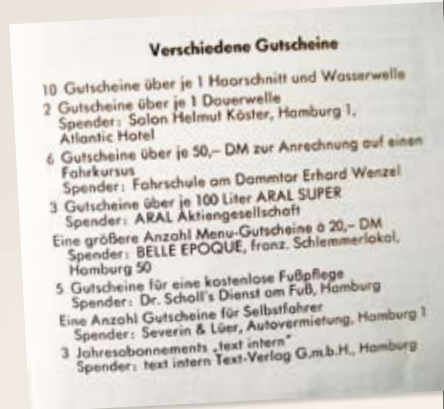 Verschiedene Gutscheine
10 Gutscheine über je 1 Haarschnitt und Wasserwelle
2 Gutscheine über je 1 Dauerwelle
Spender: Salon Helmut Köster, Hamburg 1,
Atlantic Hotel
6 Gutscheine über je 50,– DM zur Anrechnung auf einen
Fahrkursus
Spender: Fahrschule am Dammtor Erhard Wenzel
3 Gutscheine über je 100 Liter ARAL SUPER
Spender: ARAL Aktiengesellschaft
Eine größere Anzahl Menu-Gutscheine à 20,– DM
Spender: BELLE EPOQUE, franz. Schlemmerlokal,
Hamburg 50
5 Gutscheine für eine kostenlose Fußpflege
Spender: Dr. Scholl's Dienst am Fuß, Hamburg
Eine Anzahl Gutscheine für Selbstfahrer
Spender: Severin & Lüer, Autovermietung, Hamburg 1
3 Jahresabonnements „text intern"
Spender: text intern Text-Verlag G.m.b.H., Hamburg